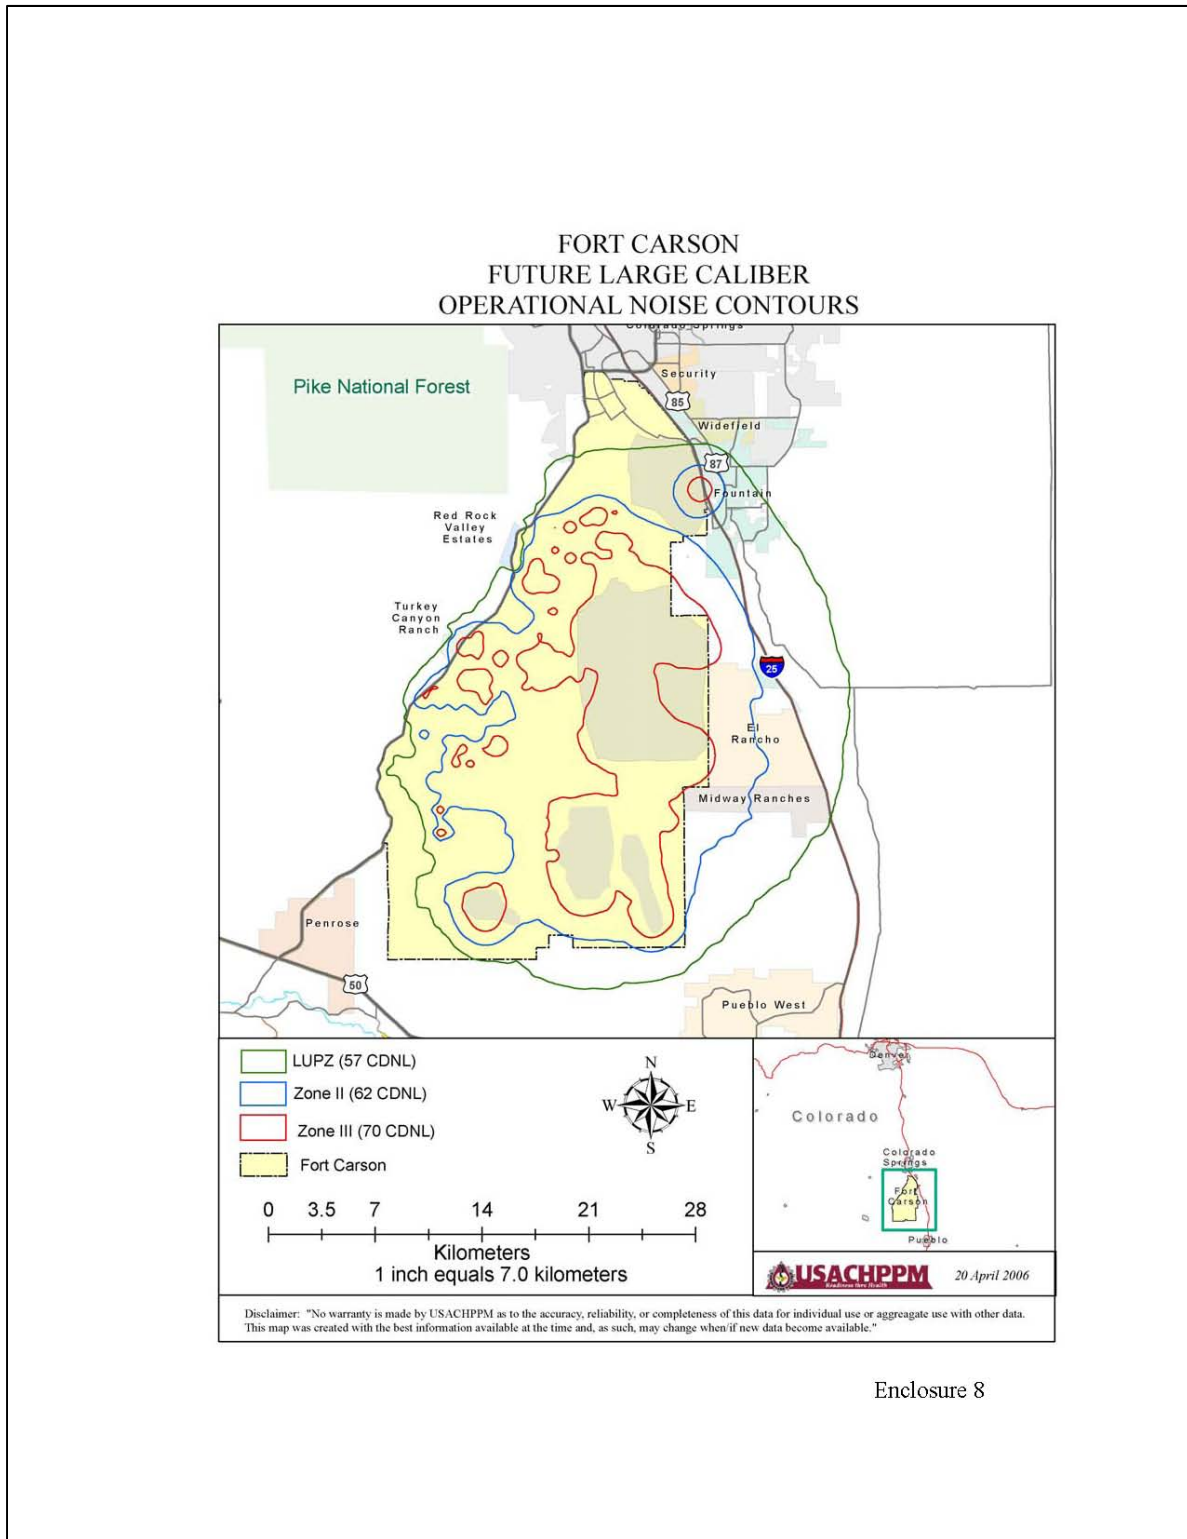 FORT CARSON
FUTURE LARGE CALIBER
OPERATIONAL NOISE CONTOURS
Colorado Springs
Pike National Forest
Security
85
Widefield
87
Fountain
Red Rock
Valley
Estates
Turkey
Canyon
Ranch
25
El
Rancho
Midway Ranches
Penrose
50
Pueblo West
LUPZ (57 CDNL)
Zone II (62 CDNL)
Zone III (70 CDNL)
Fort Carson
N
W E
S
0 3.5 7 14 21 28
Kilometers
1 inch equals 7.0 kilometers
Denver
Colorado
Colorado
Springs
Fort
Carson
Pueblo
USACHPPM
Readiness thru Health
20 April 2006
Disclaimer: "No warranty is made by USACHPPM as to the accuracy, reliability, or completeness of this data for individual use or aggreagate use with other data.
This map was created with the best information available at the time and, as such, may change when/if new data become available."
Enclosure 8